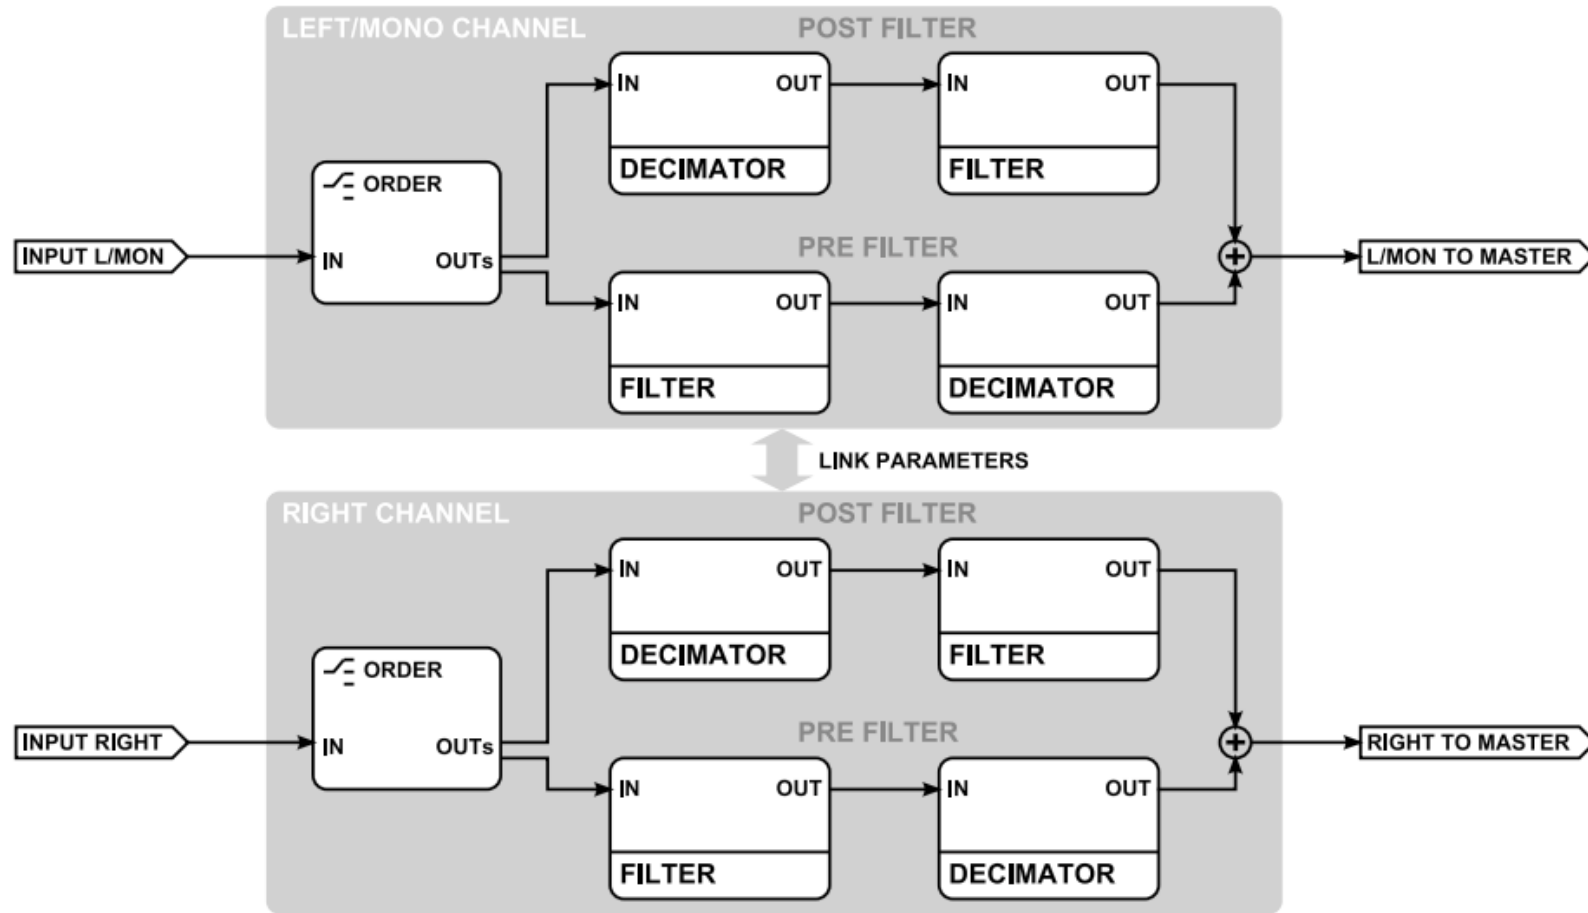 LEFT/MONO CHANNEL
POST FILTER
IN OUT
DECIMATOR
IN OUT
FILTER
ORDER
IN OUTs
INPUT L/MON
PRE FILTER
IN OUT
FILTER
IN OUT
DECIMATOR
+
L/MON TO MASTER
LINK PARAMETERS
RIGHT CHANNEL
POST FILTER
IN OUT
DECIMATOR
IN OUT
FILTER
ORDER
IN OUTs
INPUT RIGHT
PRE FILTER
IN OUT
FILTER
IN OUT
DECIMATOR
+
RIGHT TO MASTER